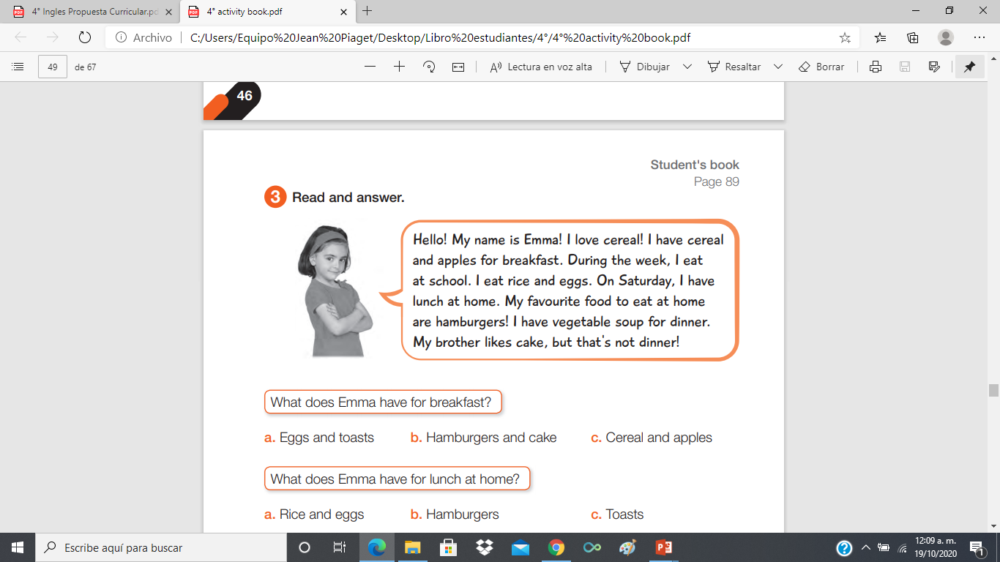 4° Ingles Propuesta Curricular.pd
4° activity book.pdf
Archivo
C:/Users/Equipo%20Jean%20Piaget/Desktop/Libro%20estudiantes/4°/4°%20activity%20book.pdf
49 de 67
Lectura en voz alta
Dibujar
Resaltar
Borrar
46
Student's book
Page 89
3 Read and answer.
Hello! My name is Emma! I love cereal! I have cereal
and apples for breakfast. During the week, I eat
at school. I eat rice and eggs. On Saturday, I have
lunch at home. My favourite food to eat at home
are hamburgers! I have vegetable soup for dinner.
My brother likes cake, but that's not dinner!
What does Emma have for breakfast?
a. Eggs and toasts b. Hamburgers and cake c. Cereal and apples
What does Emma have for lunch at home?
a. Rice and eggs b. Hamburgers c. Toasts
Escribe aquí para buscar
12:09 a. m.
19/10/2020
1